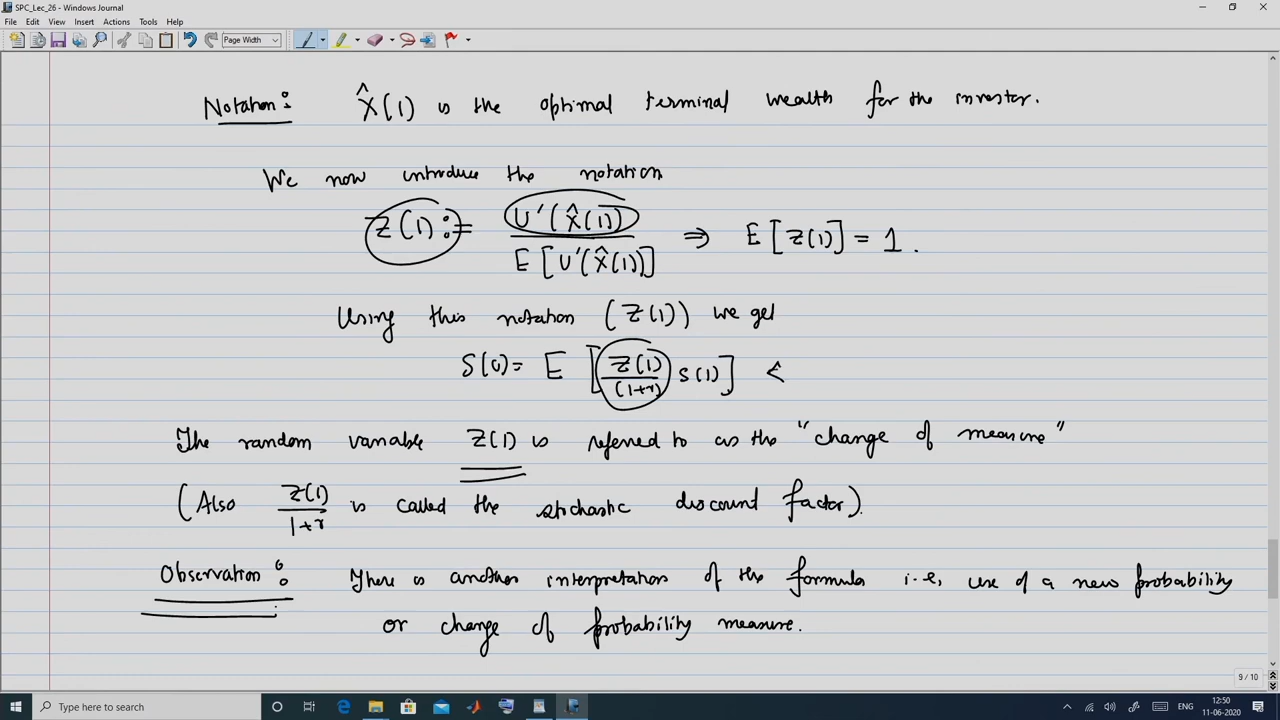 SPC_Lec_26 - Windows Journal
File Edit View Insert Actions Tools Help
Page Width
Notation: X̂(1) is the optimal terminal wealth for the investor.
We now introduce the notation
Z(1) := U'(X̂(1)) / E[U'(X̂(1))] ⇒ E[Z(1)] = 1.
Using this notation (Z(1)) we get
S(0) = E [Z(1)/(1+r) S(1)] <
The random variable Z(1) is referred to as the "change of measure"
(Also Z(1)/1+r is called the stochastic discound factor).
Observation: There is another interpretation of the formula i.e, use of a new probability
or change of probability measure.
9 / 10
Type here to search
ENG
12:50
11-06-2020